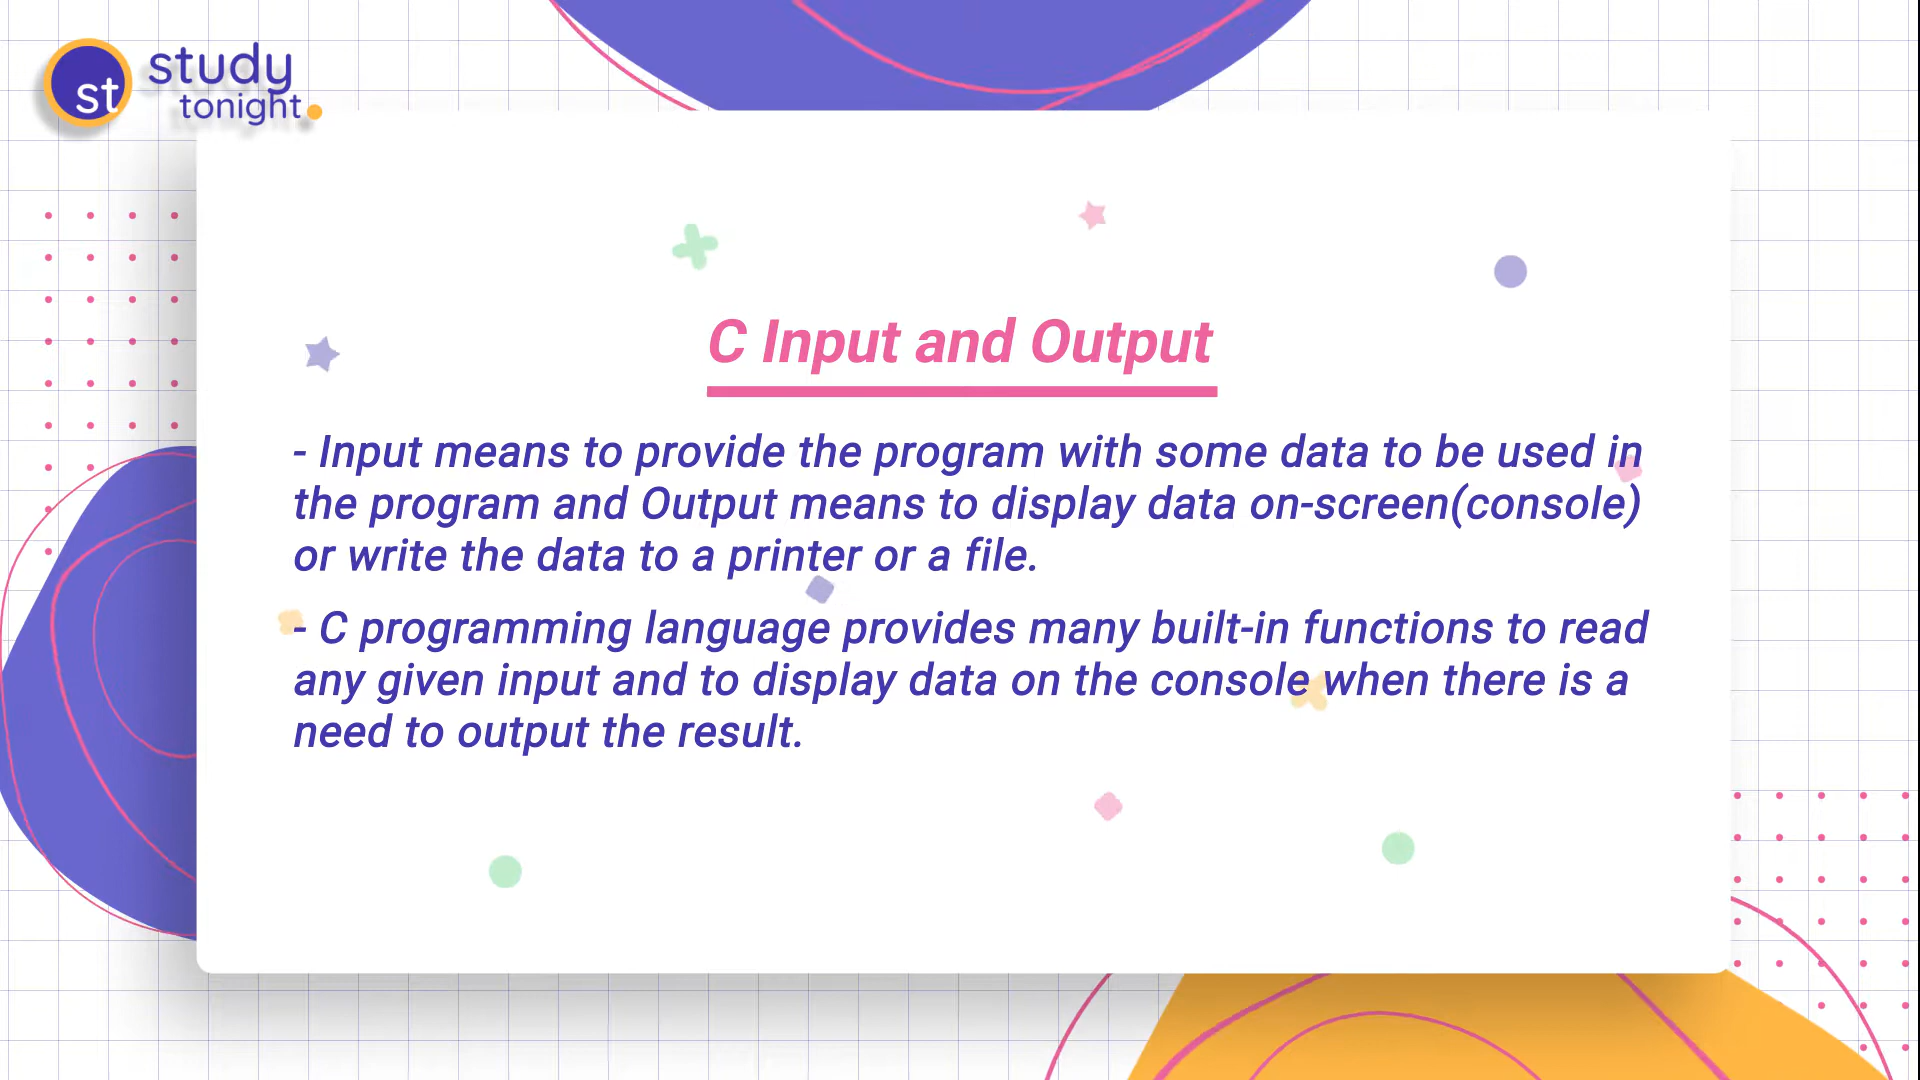 st
study
tonight
C Input and Output
- Input means to provide the program with some data to be used in
the program and Output means to display data on-screen(console)
or write the data to a printer or a file.
- C programming language provides many built-in functions to read
any given input and to display data on the console when there is a
need to output the result.